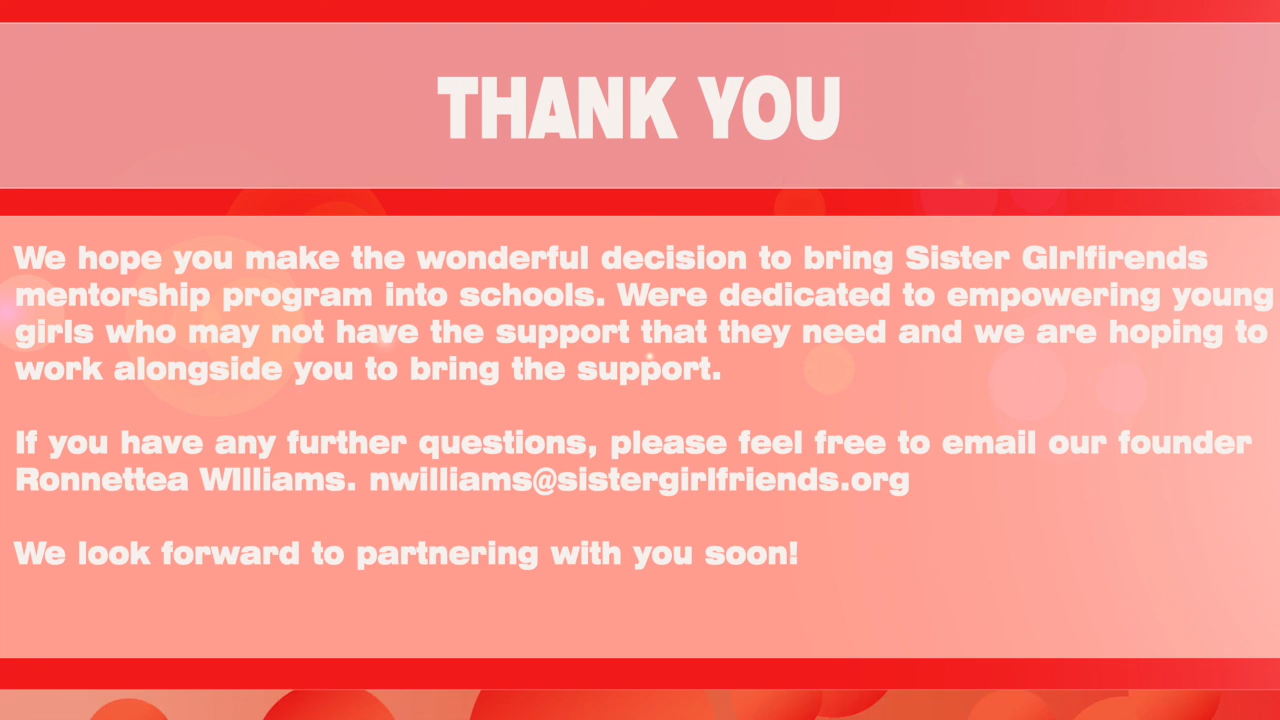 THANK YOU
We hope you make the wonderful decision to bring Sister GIrlfirends
mentorship program into schools. Were dedicated to empowering young
girls who may not have the support that they need and we are hoping to
work alongside you to bring the support.
If you have any further questions, please feel free to email our founder
Ronnettea WIlliams. nwilliams@sistergirlfriends.org
We look forward to partnering with you soon!